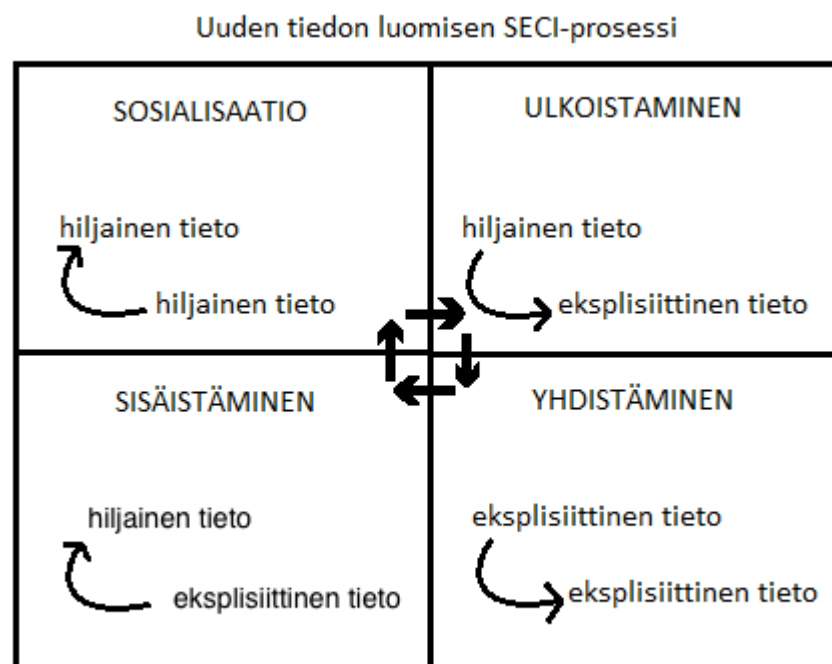 Uuden tiedon luomisen SECI-prosessi
SOSIALISAATIO
hiljainen tieto
hiljainen tieto
ULKOISTAMINEN
hiljainen tieto
eksplisiittinen tieto
SISÄISTÄMINEN
hiljainen tieto
eksplisiittinen tieto
YHDISTÄMINEN
eksplisiittinen tieto
eksplisiittinen tieto